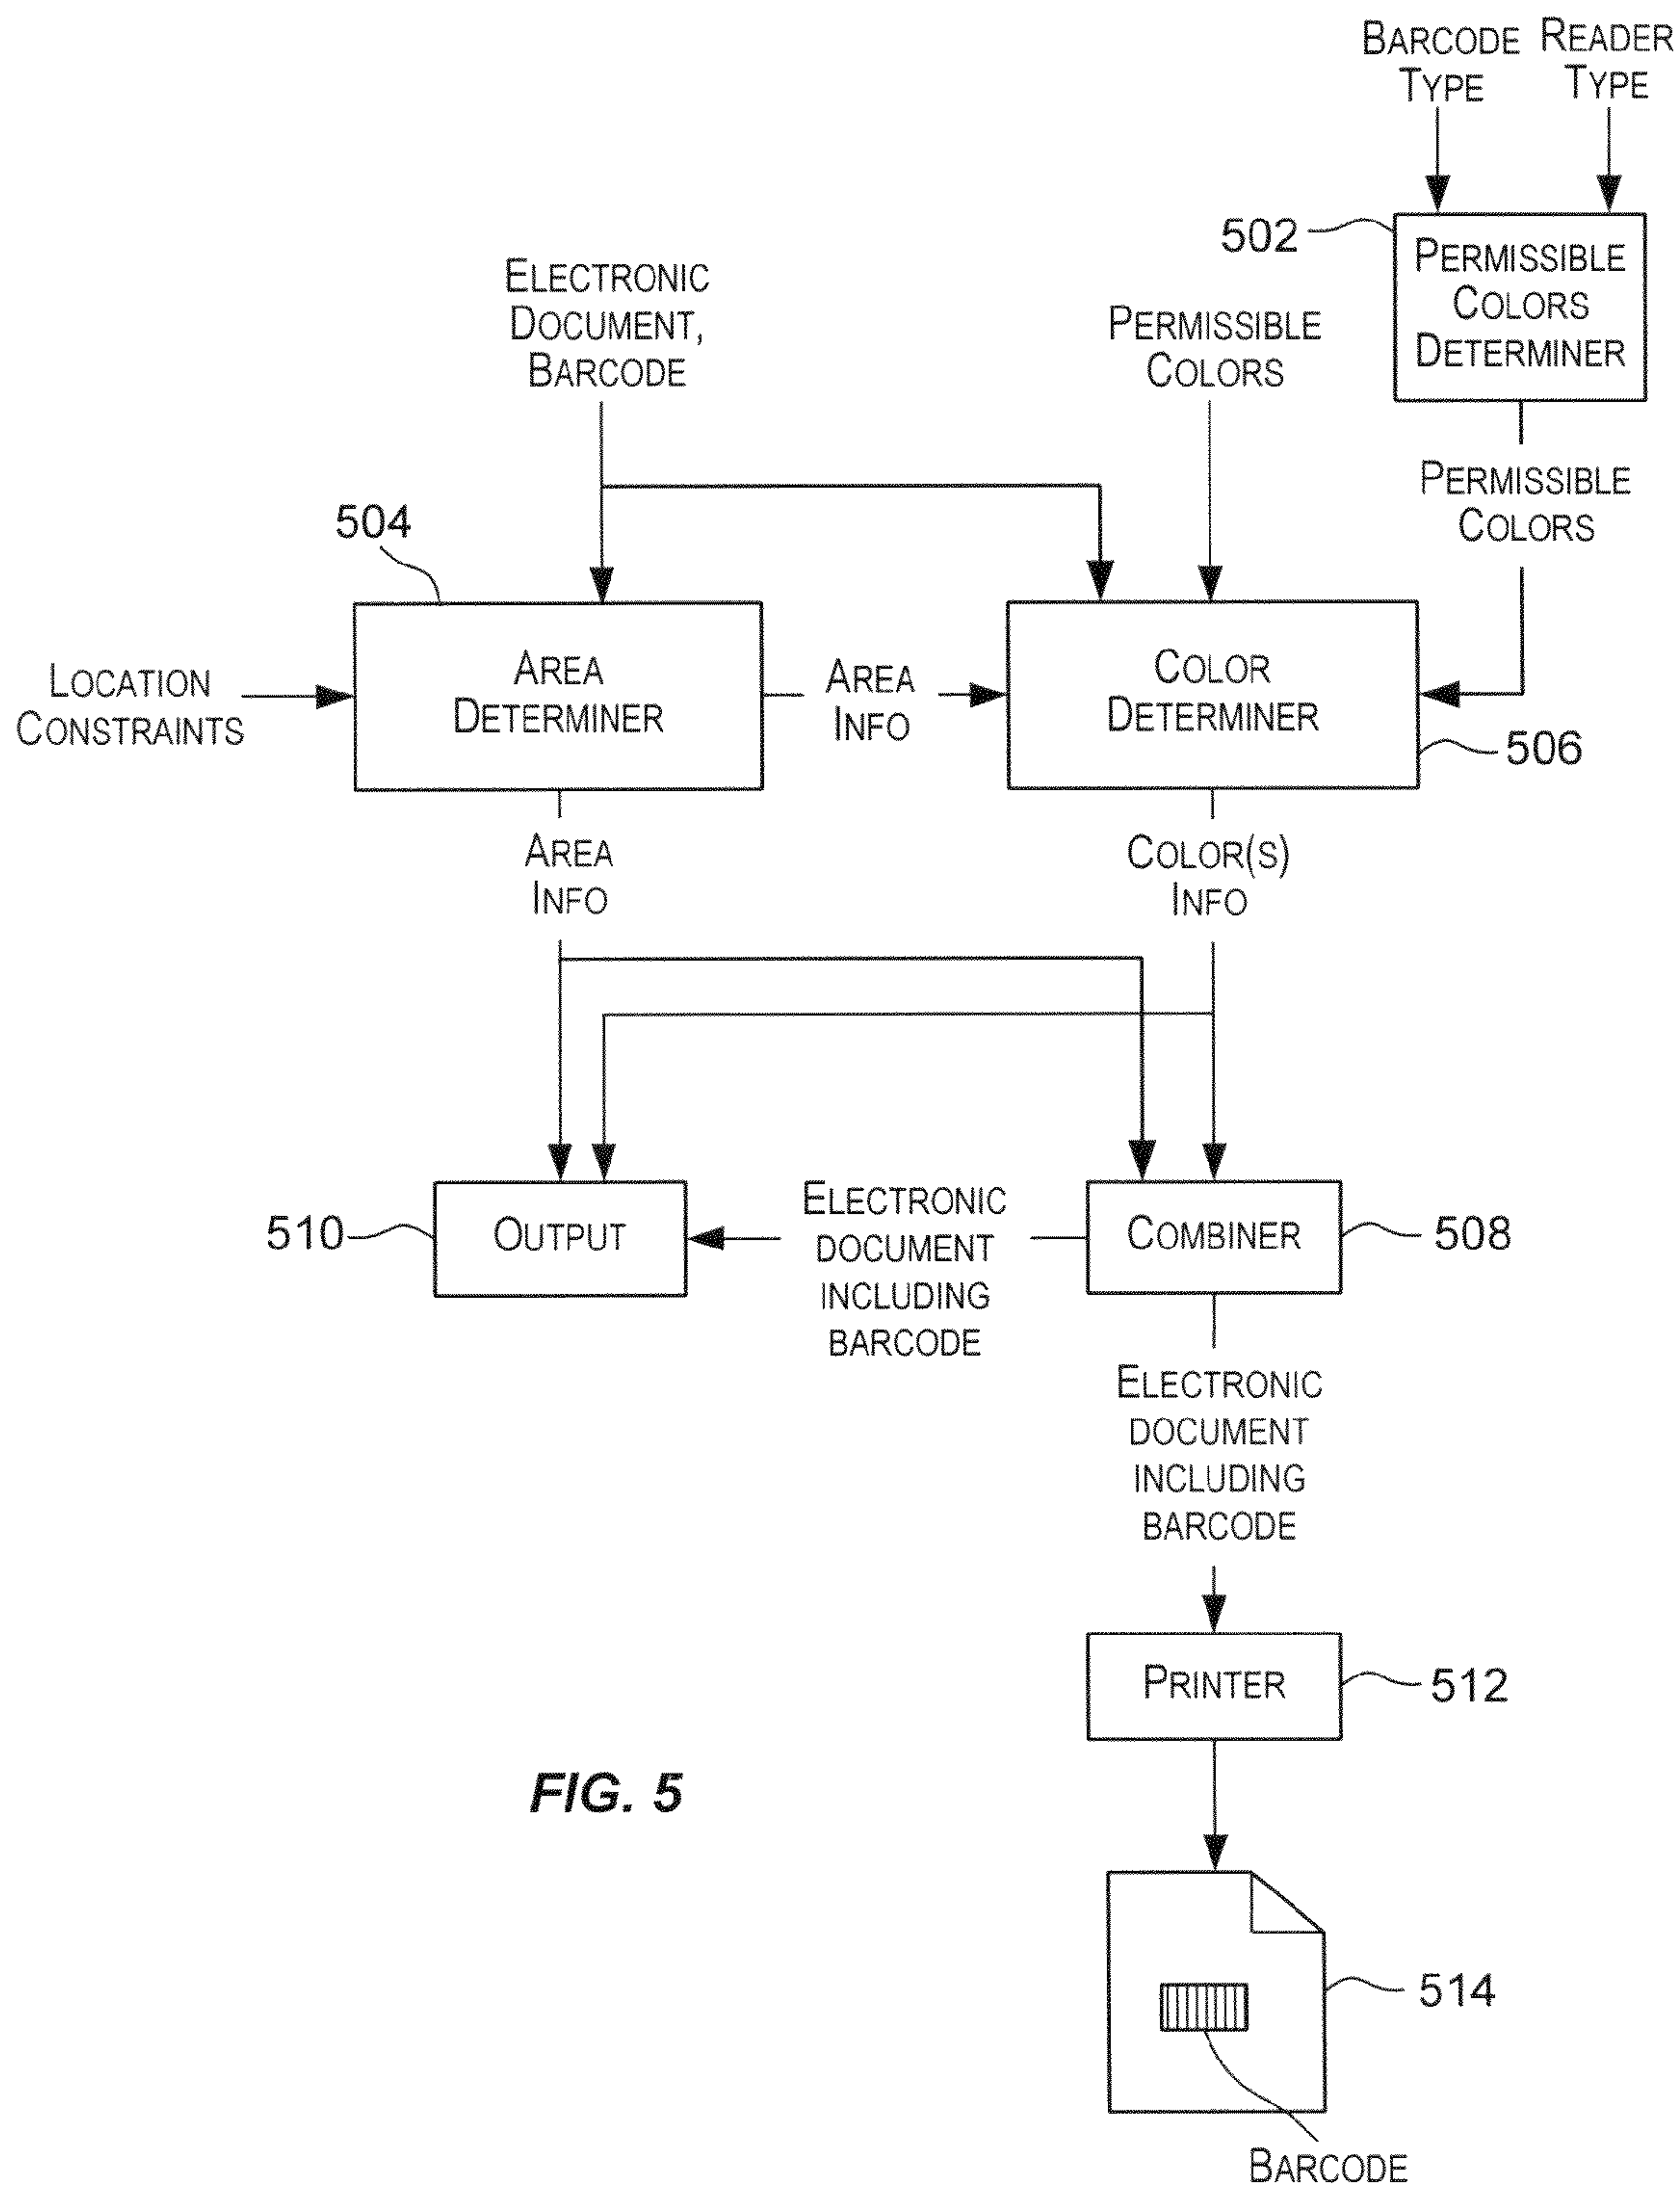 BARCODE
TYPE
READER
TYPE
502
PERMISSIBLE
COLORS
DETERMINER
ELECTRONIC
DOCUMENT,
BARCODE
PERMISSIBLE
COLORS
PERMISSIBLE
COLORS
504
LOCATION
CONSTRAINTS
AREA
DETERMINER
AREA
INFO
COLOR
DETERMINER
506
AREA
INFO
COLOR(S)
INFO
510
OUTPUT
ELECTRONIC
DOCUMENT
INCLUDING
BARCODE
COMBINER
508
ELECTRONIC
DOCUMENT
INCLUDING
BARCODE
PRINTER
512
FIG. 5
514
BARCODE